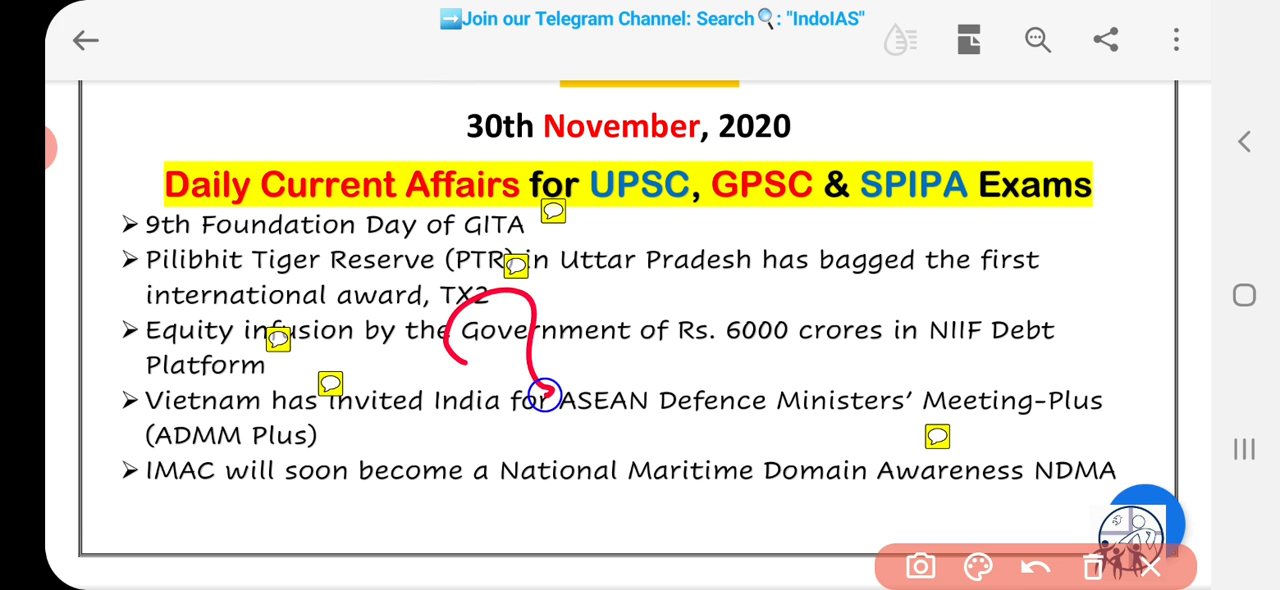 ➡Join our Telegram Channel: Search🔍: "IndoIAS"
30th November, 2020
Daily Current Affairs for UPSC, GPSC & SPIPA Exams
➢ 9th Foundation Day of GITA
➢ Pilibhit Tiger Reserve (PTR) in Uttar Pradesh has bagged the first
international award, TX2
➢ Equity infusion by the Government of Rs. 6000 crores in NIIF Debt
Platform
➢ Vietnam has invited India for ASEAN Defence Ministers' Meeting-Plus
(ADMM Plus)
➢ IMAC will soon become a National Maritime Domain Awareness NDMA